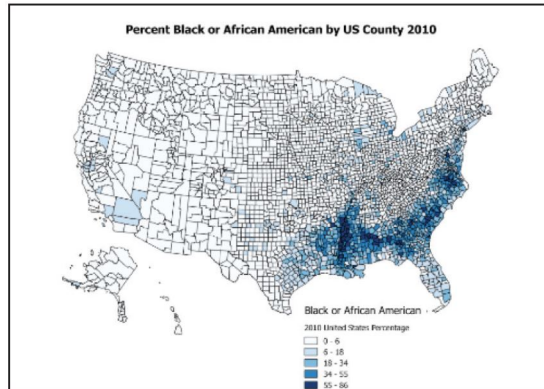 Percent Black or African American by US County 2010
Black or African American
2010 United States Percentage
0 - 6
6 - 18
18 - 34
34 - 55
55 - 86